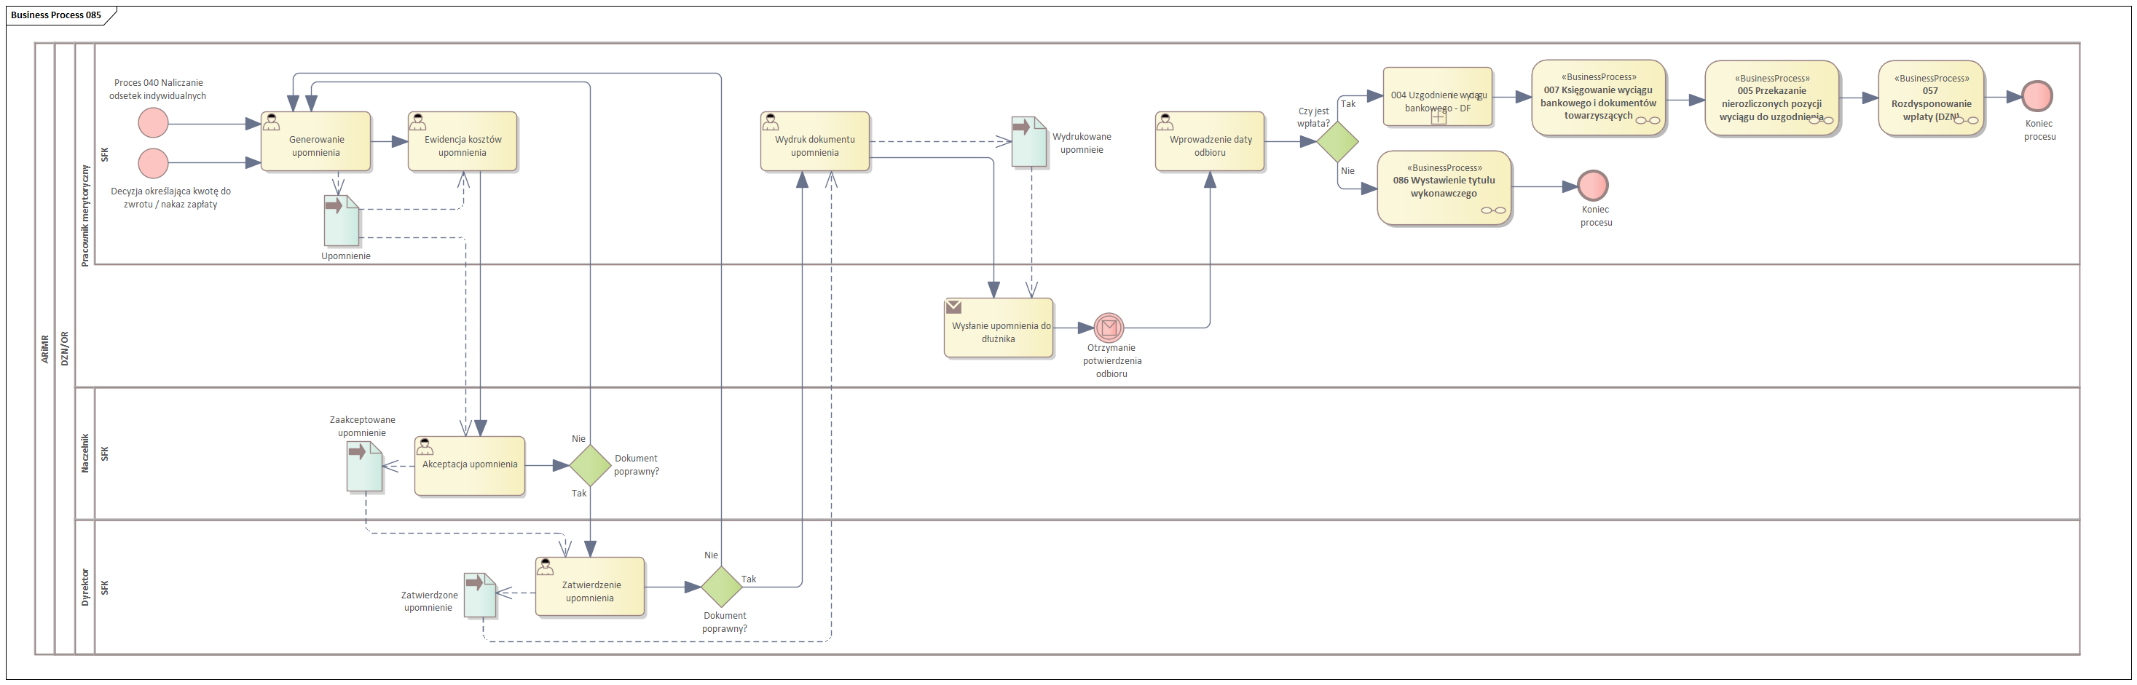 Business Process 085
ARiMR
DZN/OR
Pracownik merytoryczny
SFK
Proces 040 Naliczanie
odsetek indywidualnych
Decyzja określająca kwotę do
zwrotu / nakaz zapłaty
Generowanie
upomnienia
Ewidencja kosztów
upomnienia
Upomnienie
Wydruk dokumentu
upomnienia
Wydrukowane
upomnieie
Wprowadzenie daty
odbioru
Czy jest
wpłata?
Tak
Nie
004 Uzgodnienie wyciągu
bankowego - DF
«BusinessProcess»
007 Księgowanie wyciągu
bankowego i dokumentów
towarzyszących
«BusinessProcess»
005 Przekazanie
nierozliczonych pozycji
wyciągu do uzgodnienia
«BusinessProcess»
057
Rozdysponowanie
wpłaty (DZN)
Koniec
procesu
«BusinessProcess»
086 Wystawienie tytułu
wykonawczego
Koniec
procesu
Wysłanie upomnienia do
dłużnika
Otrzymanie
potwierdzenia
odbioru
Naczelnik
SFK
Zaakceptowane
upomnienie
Akceptacja upomnienia
Nie
Dokument
poprawny?
Tak
Dyrektor
SFK
Zatwierdzone
upomnienie
Zatwierdzenie
upomnienia
Nie
Tak
Dokument
poprawny?